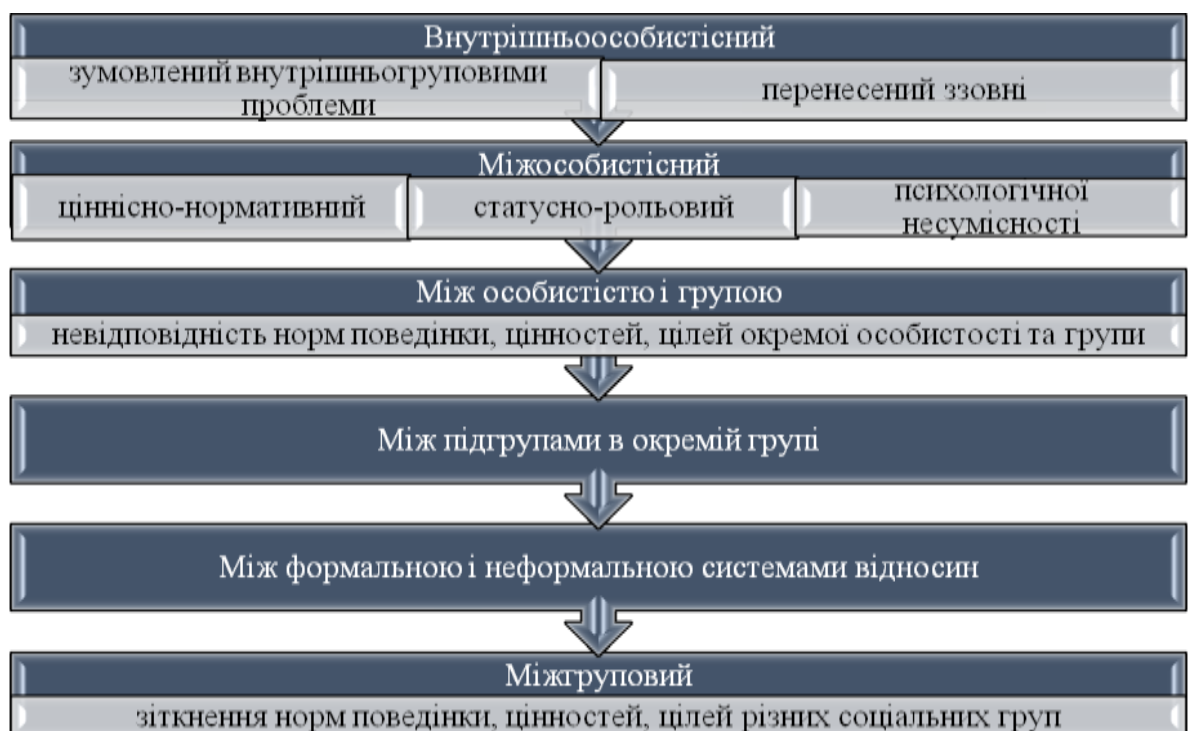 Внутрішньоособистісний
зумовлений внутрішньогруповими
проблеми
перенесений ззовні
Міжособистісний
ціннісно-нормативний
статусно-рольовий
психологічної
несумісності
Між особистістю і групою
невідповідність норм поведінки, цінностей, цілей окремої особистості та групи
Між підгрупами в окремій групі
Між формальною і неформальною системами відносин
Міжгруповий
зіткнення норм поведінки, цінностей, цілей різних соціальних груп